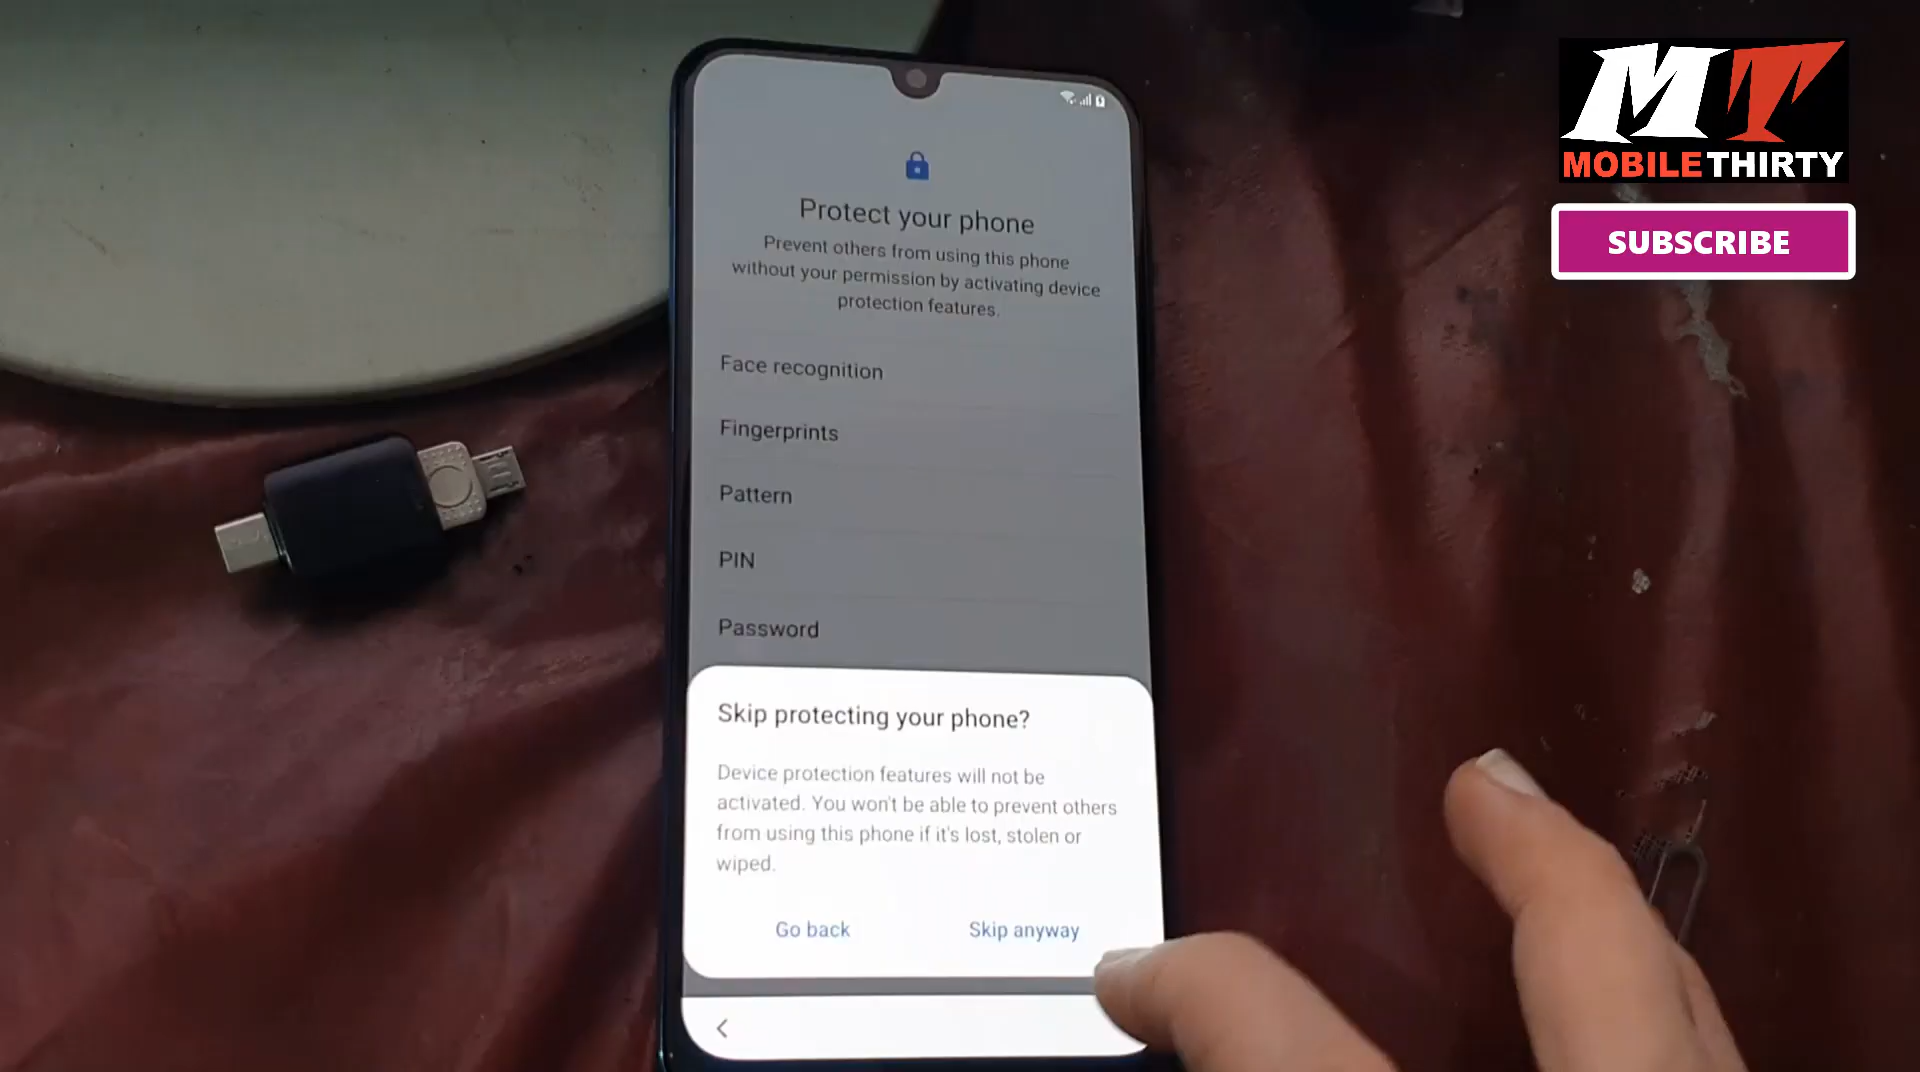 Protect your phone
Prevent others from using this phone
without your permission by activating device
protection features.
Face recognition
Fingerprints
Pattern
PIN
Password
Skip protecting your phone?
Device protection features will not be
activated. You won't be able to prevent others
from using this phone if it's lost, stolen or
wiped.
Go back
Skip anyway
MT
MOBILETHIRTY
SUBSCRIBE